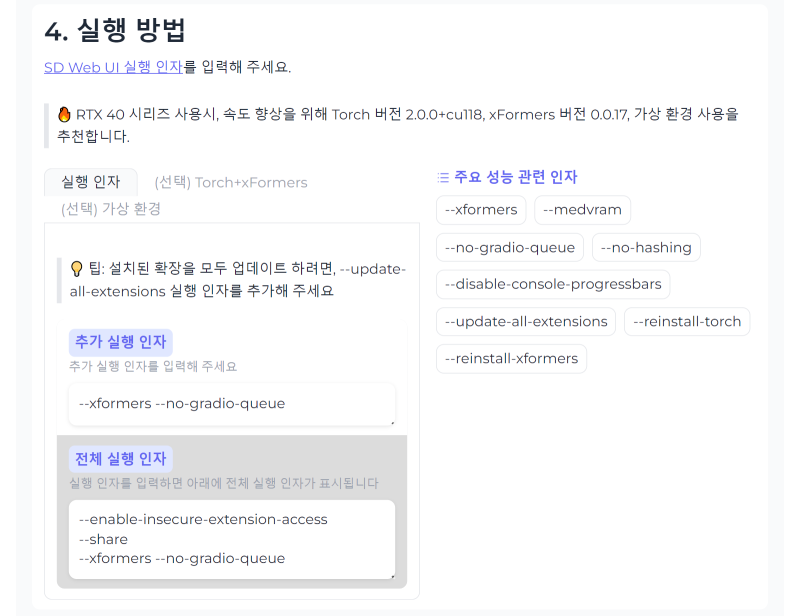 4. 실행 방법
SD Web UI 실행 인자를 입력해 주세요.
🔥 RTX 40 시리즈 사용시, 속도 향상을 위해 Torch 버전 2.0.0+cu118, xFormers 버전 0.0.17, 가상 환경 사용을
추천합니다.
실행 인자 (선택) Torch+xFormers
(선택) 가상 환경
💡 팁: 설치된 확장을 모두 업데이트 하려면, --update-
all-extensions 실행 인자를 추가해 주세요
추가 실행 인자
추가 실행 인자를 입력해 주세요
--xformers --no-gradio-queue
전체 실행 인자
실행 인자를 입력하면 아래에 전체 실행 인자가 표시됩니다
--enable-insecure-extension-access
--share
--xformers --no-gradio-queue
주요 성능 관련 인자
--xformers --medvram
--no-gradio-queue --no-hashing
--disable-console-progressbars
--update-all-extensions --reinstall-torch
--reinstall-xformers